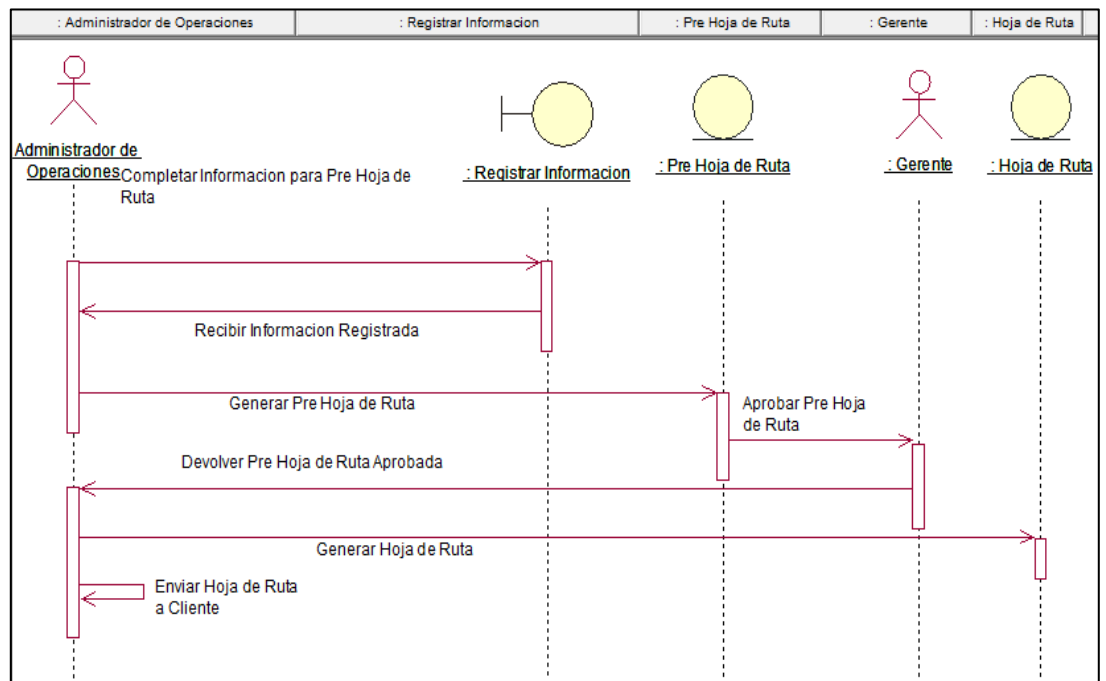 : Administrador de Operaciones
: Registrar Informacion
: Pre Hoja de Ruta
: Gerente
: Hoja de Ruta
Administrador de
Operaciones
: Registrar Informacion
: Pre Hoja de Ruta
: Gerente
: Hoja de Ruta
Completar Informacion para Pre Hoja de
Ruta
Recibir Informacion Registrada
Generar Pre Hoja de Ruta
Aprobar Pre Hoja
de Ruta
Devolver Pre Hoja de Ruta Aprobada
Generar Hoja de Ruta
Enviar Hoja de Ruta
a Cliente